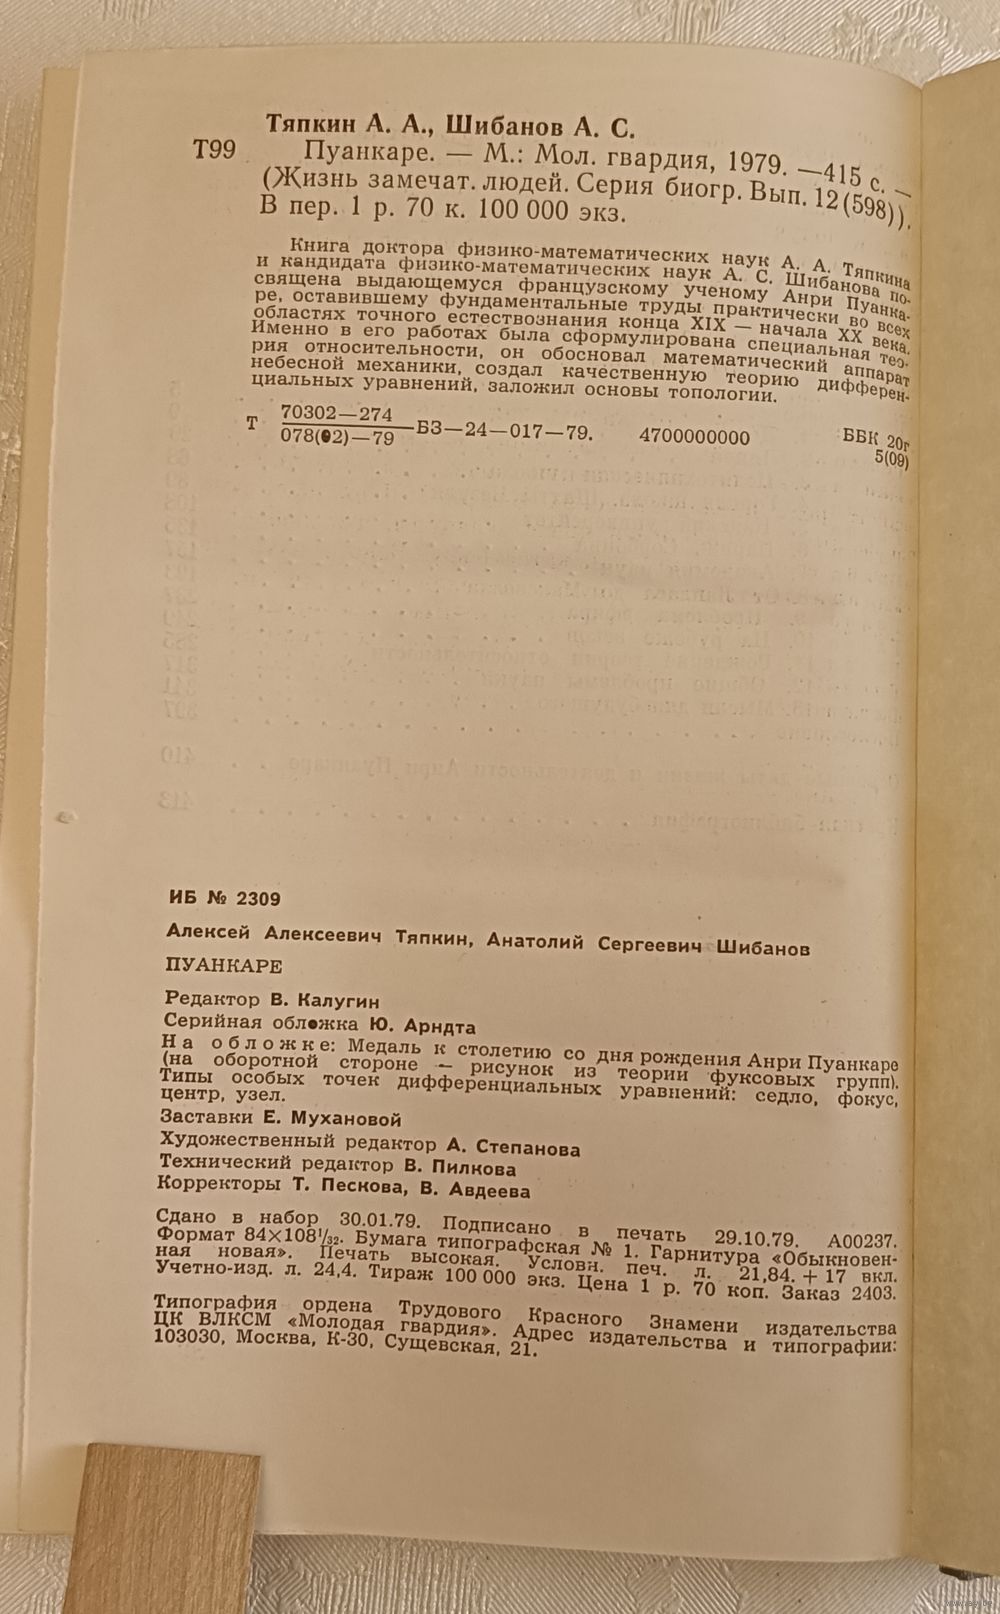 Тяпкин А. А., Шибанов А. С.
Т99 Пуанкаре. — М.: Мол. гвардия, 1979. —415 с. —
(Жизнь замечат. людей. Серия биогр. Вып. 12(598)).
В пер. 1 р. 70 к. 100 000 экз.
Книга доктора физико-математических наук А. А. Тяпкина
и кандидата физико-математических наук А. С. Шибанова по-
священа выдающемуся французскому ученому Анри Пуанка-
ре, оставившему фундаментальные труды практически во всех
областях точного естествознания конца XIX — начала XX века.
Именно в его работах была сформулирована специальная тео-
рия относительности, он обосновал математический аппарат
небесной механики, создал качественную теорию дифферен-
циальных уравнений, заложил основы топологии.
Т 70302—274
078(02)—79 БЗ—24—017—79. 4700000000 ББК 20г
5(09)
ИБ № 2309
Алексей Алексеевич Тяпкин, Анатолий Сергеевич Шибанов
ПУАНКАРЕ
Редактор В. Калугин
Серийная обложка Ю. Арндта
На обложке: Медаль к столетию со дня рождения Анри Пуанкаре
(на оборотной стороне — рисунок из теории фуксовых групп).
Типы особых точек дифференциальных уравнений: седло, фокус,
центр, узел.
Заставки Е. Мухановой
Художественный редактор А. Степанова
Технический редактор В. Пилкова
Корректоры Т. Пескова, В. Авдеева
Сдано в набор 30.01.79. Подписано в печать 29.10.79. А00237.
Формат 84×108¹/₃₂. Бумага типографская № 1. Гарнитура «Обыкновен-
ная новая». Печать высокая. Условн. печ. л. 21,84. + 17 вкл.
Учетно-изд. л. 24,4. Тираж 100 000 экз. Цена 1 р. 70 коп. Заказ 2403.
Типография ордена Трудового Красного Знамени издательства
ЦК ВЛКСМ «Молодая гвардия». Адрес издательства и типографии:
103030, Москва, К-30, Сущевская, 21.